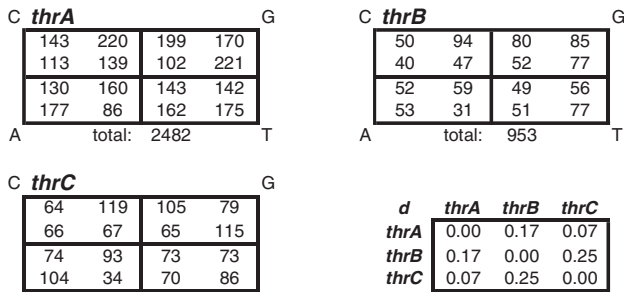 C thrA G
143 220 199 170
113 139 102 221
130 160 143 142
177 86 162 175
A total: 2482 T
C thrB G
50 94 80 85
40 47 52 77
52 59 49 56
53 31 51 77
A total: 953 T
C thrC G
64 119 105 79
66 67 65 115
74 93 73 73
104 34 70 86
d thrA thrB thrC
thrA 0.00 0.17 0.07
thrB 0.17 0.00 0.25
thrC 0.07 0.25 0.00